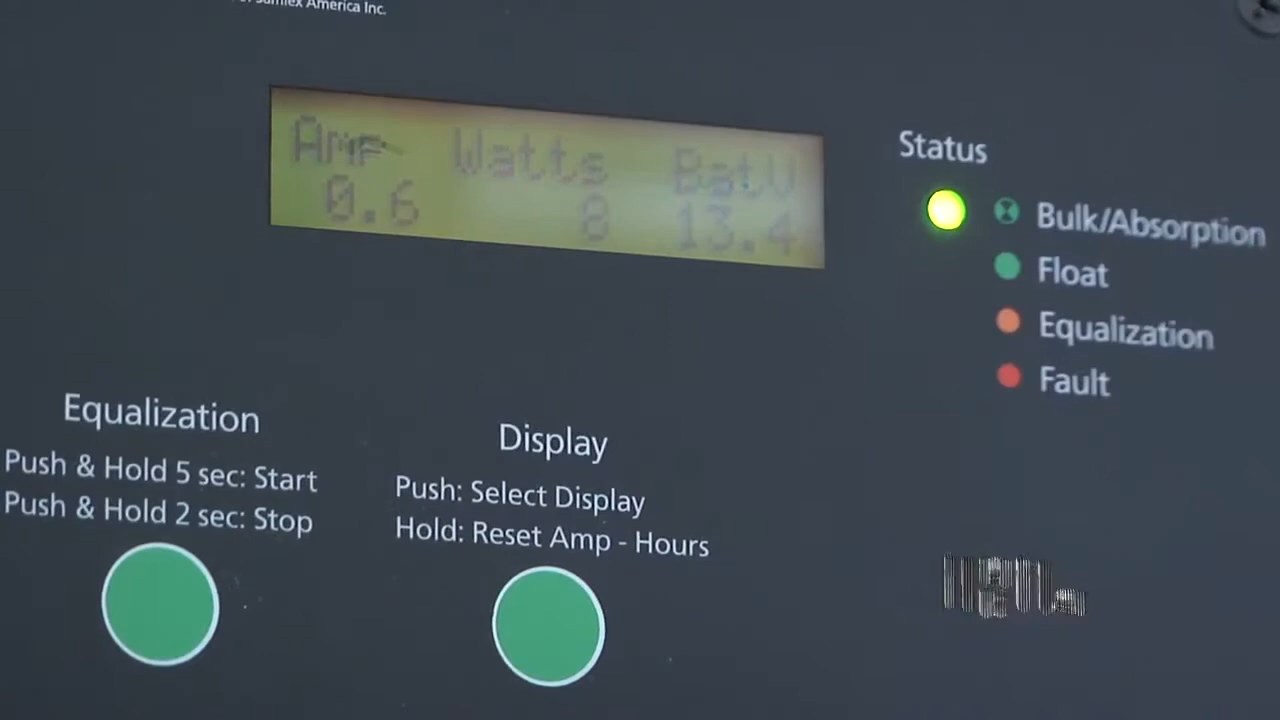 Samlex America Inc.
Amp Watts BatV
0.6 8 13.4
Status
Bulk/Absorption
Float
Equalization
Fault
Equalization
Push & Hold 5 sec: Start
Push & Hold 2 sec: Stop
Display
Push: Select Display
Hold: Reset Amp - Hours